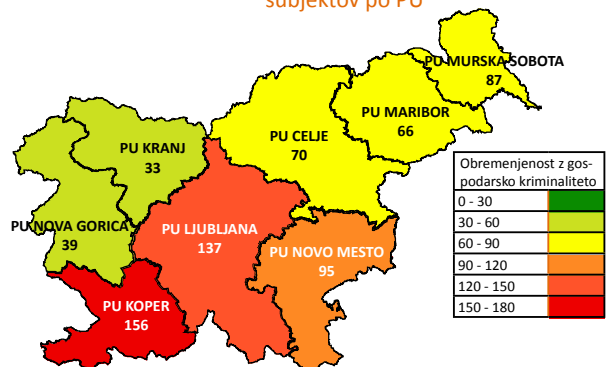 subjektov po PU
PU MURSKA SOBOTA
87
PU MARIBOR
66
PU CELJE
70
PU KRANJ
33
PU NOVA GORICA
39
PU LJUBLJANA
137
PU NOVO MESTO
95
PU KOPER
156
Obremenjenost z gos-
podarsko kriminaliteto
0 - 30
30 - 60
60 - 90
90 - 120
120 - 150
150 - 180